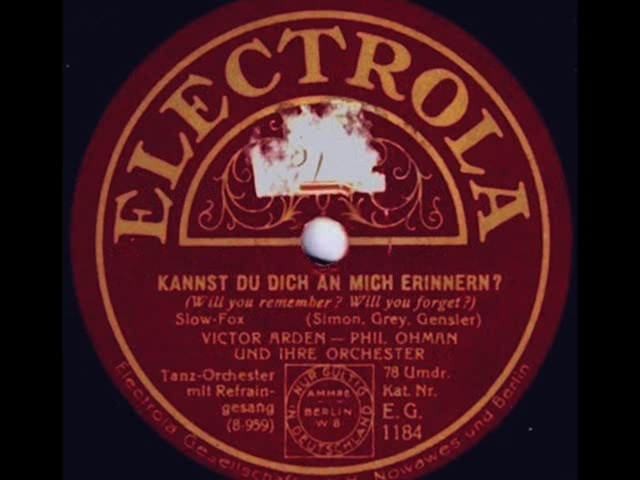 ELECTROLA
KANNST DU DICH AN MICH ERINNERN?
(Will you remember? Will you forget?)
Slow-Fox (Simon, Grey, Gensler)
VICTOR ARDEN — PHIL OHMAN
UND IHRE ORCHESTER
Tanz-Orchester
mit Refrain-
gesang
(8-959)
NUR GÜLTIG
IN DEUTSCHLAND
AMMRE
BERLIN
W 8
78 Umdr.
Kat. Nr.
E.G.
1184
Electrola Nowawes und Berlin